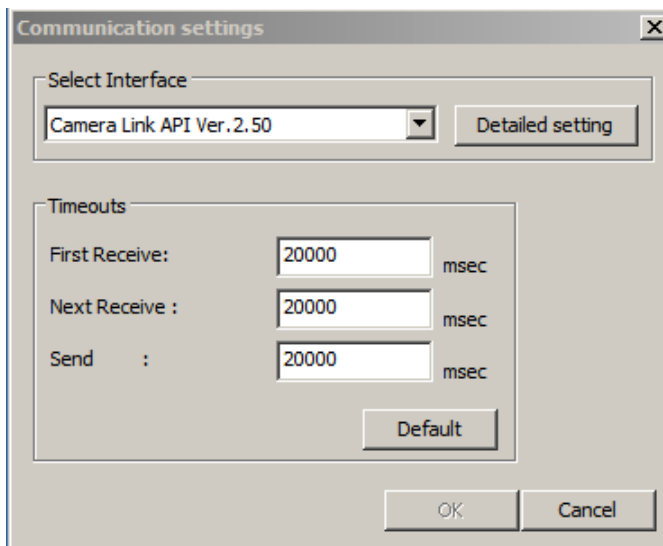 Communication settings
Select Interface
Camera Link API Ver.2.50
Detailed setting
Timeouts
First Receive: 20000 msec
Next Receive : 20000 msec
Send : 20000 msec
Default
OK Cancel